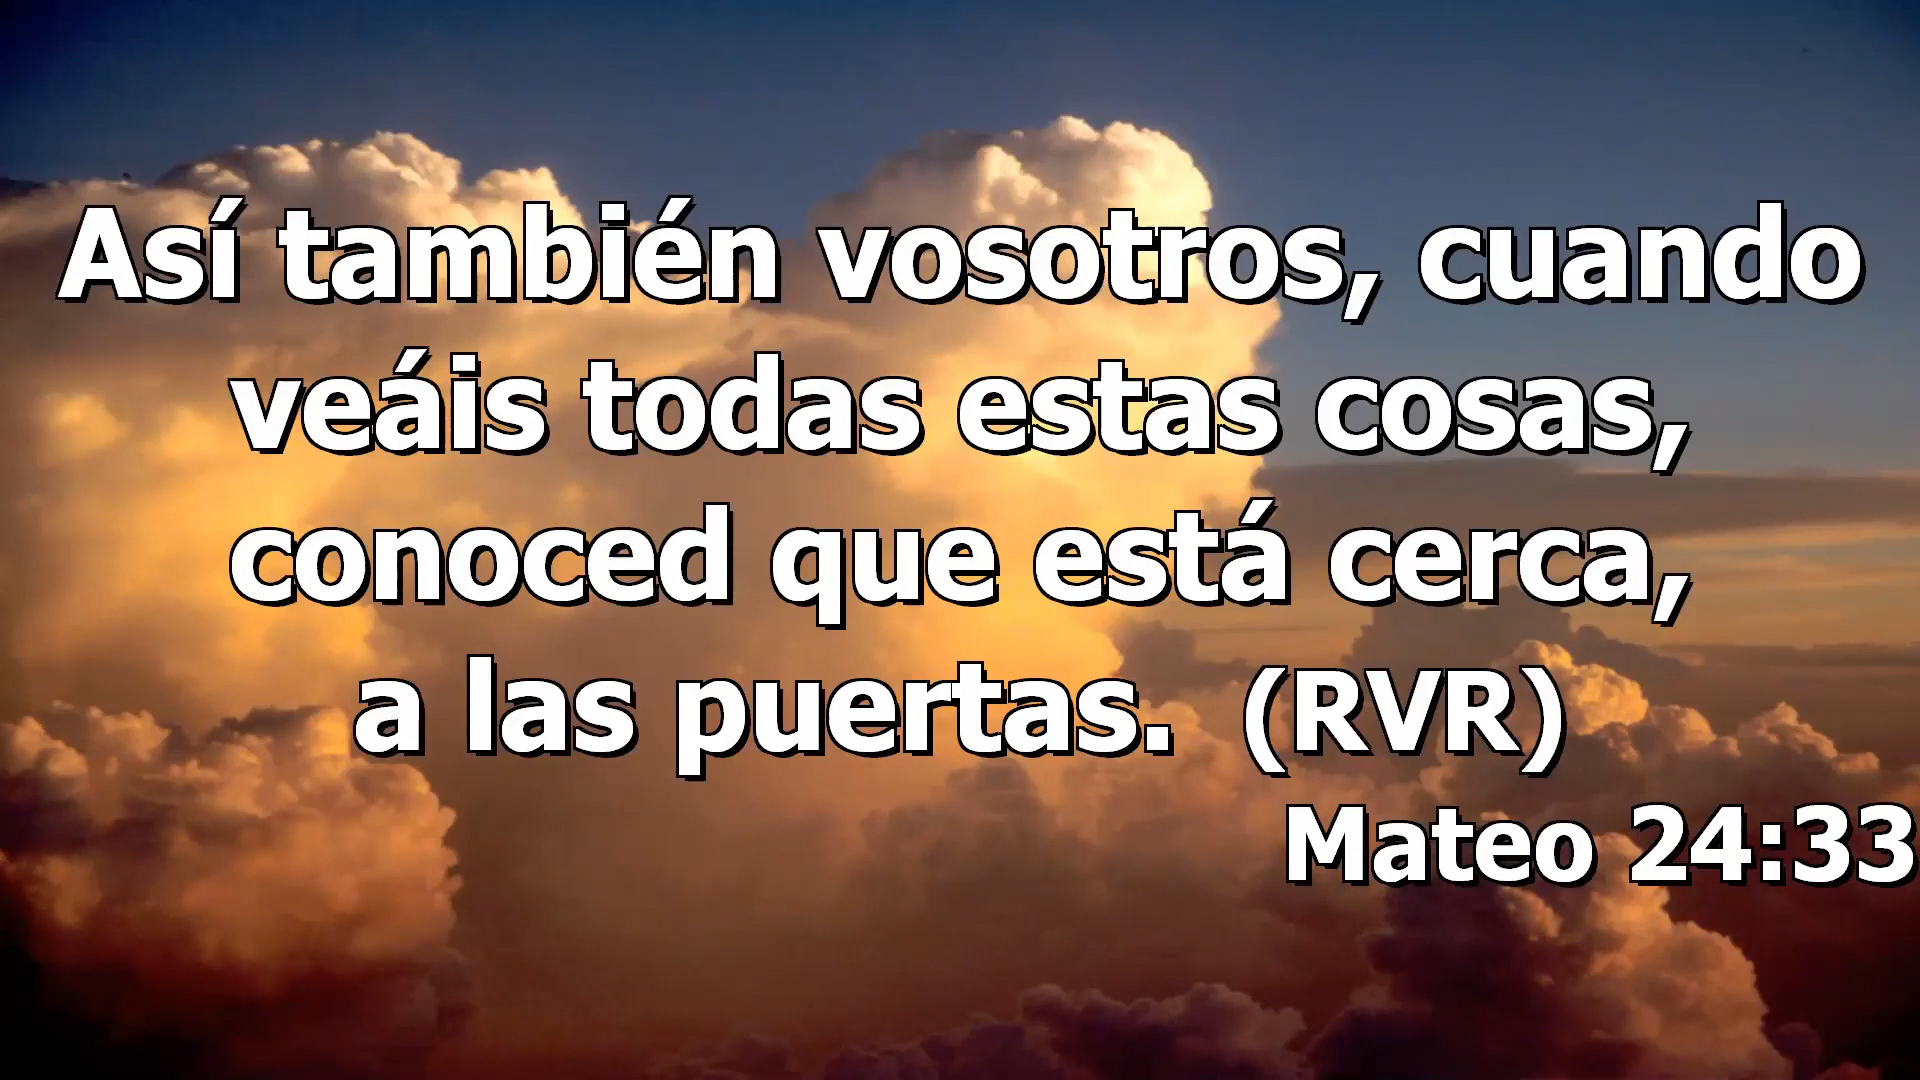 Así también vosotros, cuando
veáis todas estas cosas,
conoced que está cerca,
a las puertas.  (RVR)
Mateo 24:33